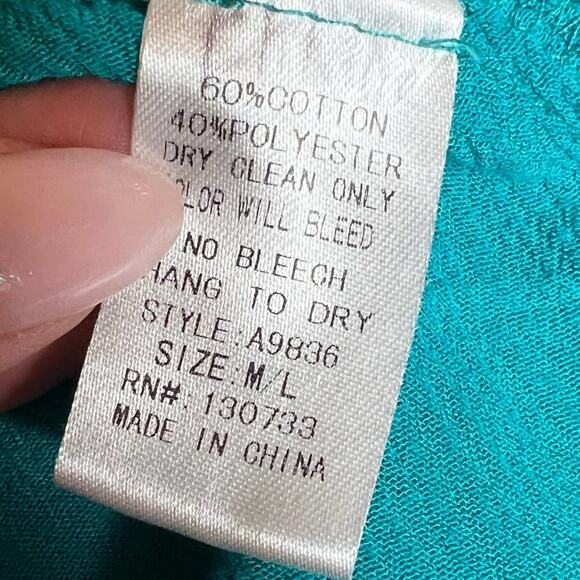 60%COTTON
40%POLYESTER
DRY CLEAN ONLY
OLOR WILL BLEED
NO BLEECH
HANG TO DRY
STYLE:A9836
SIZE:M/L
RN#:130733
MADE IN CHINA